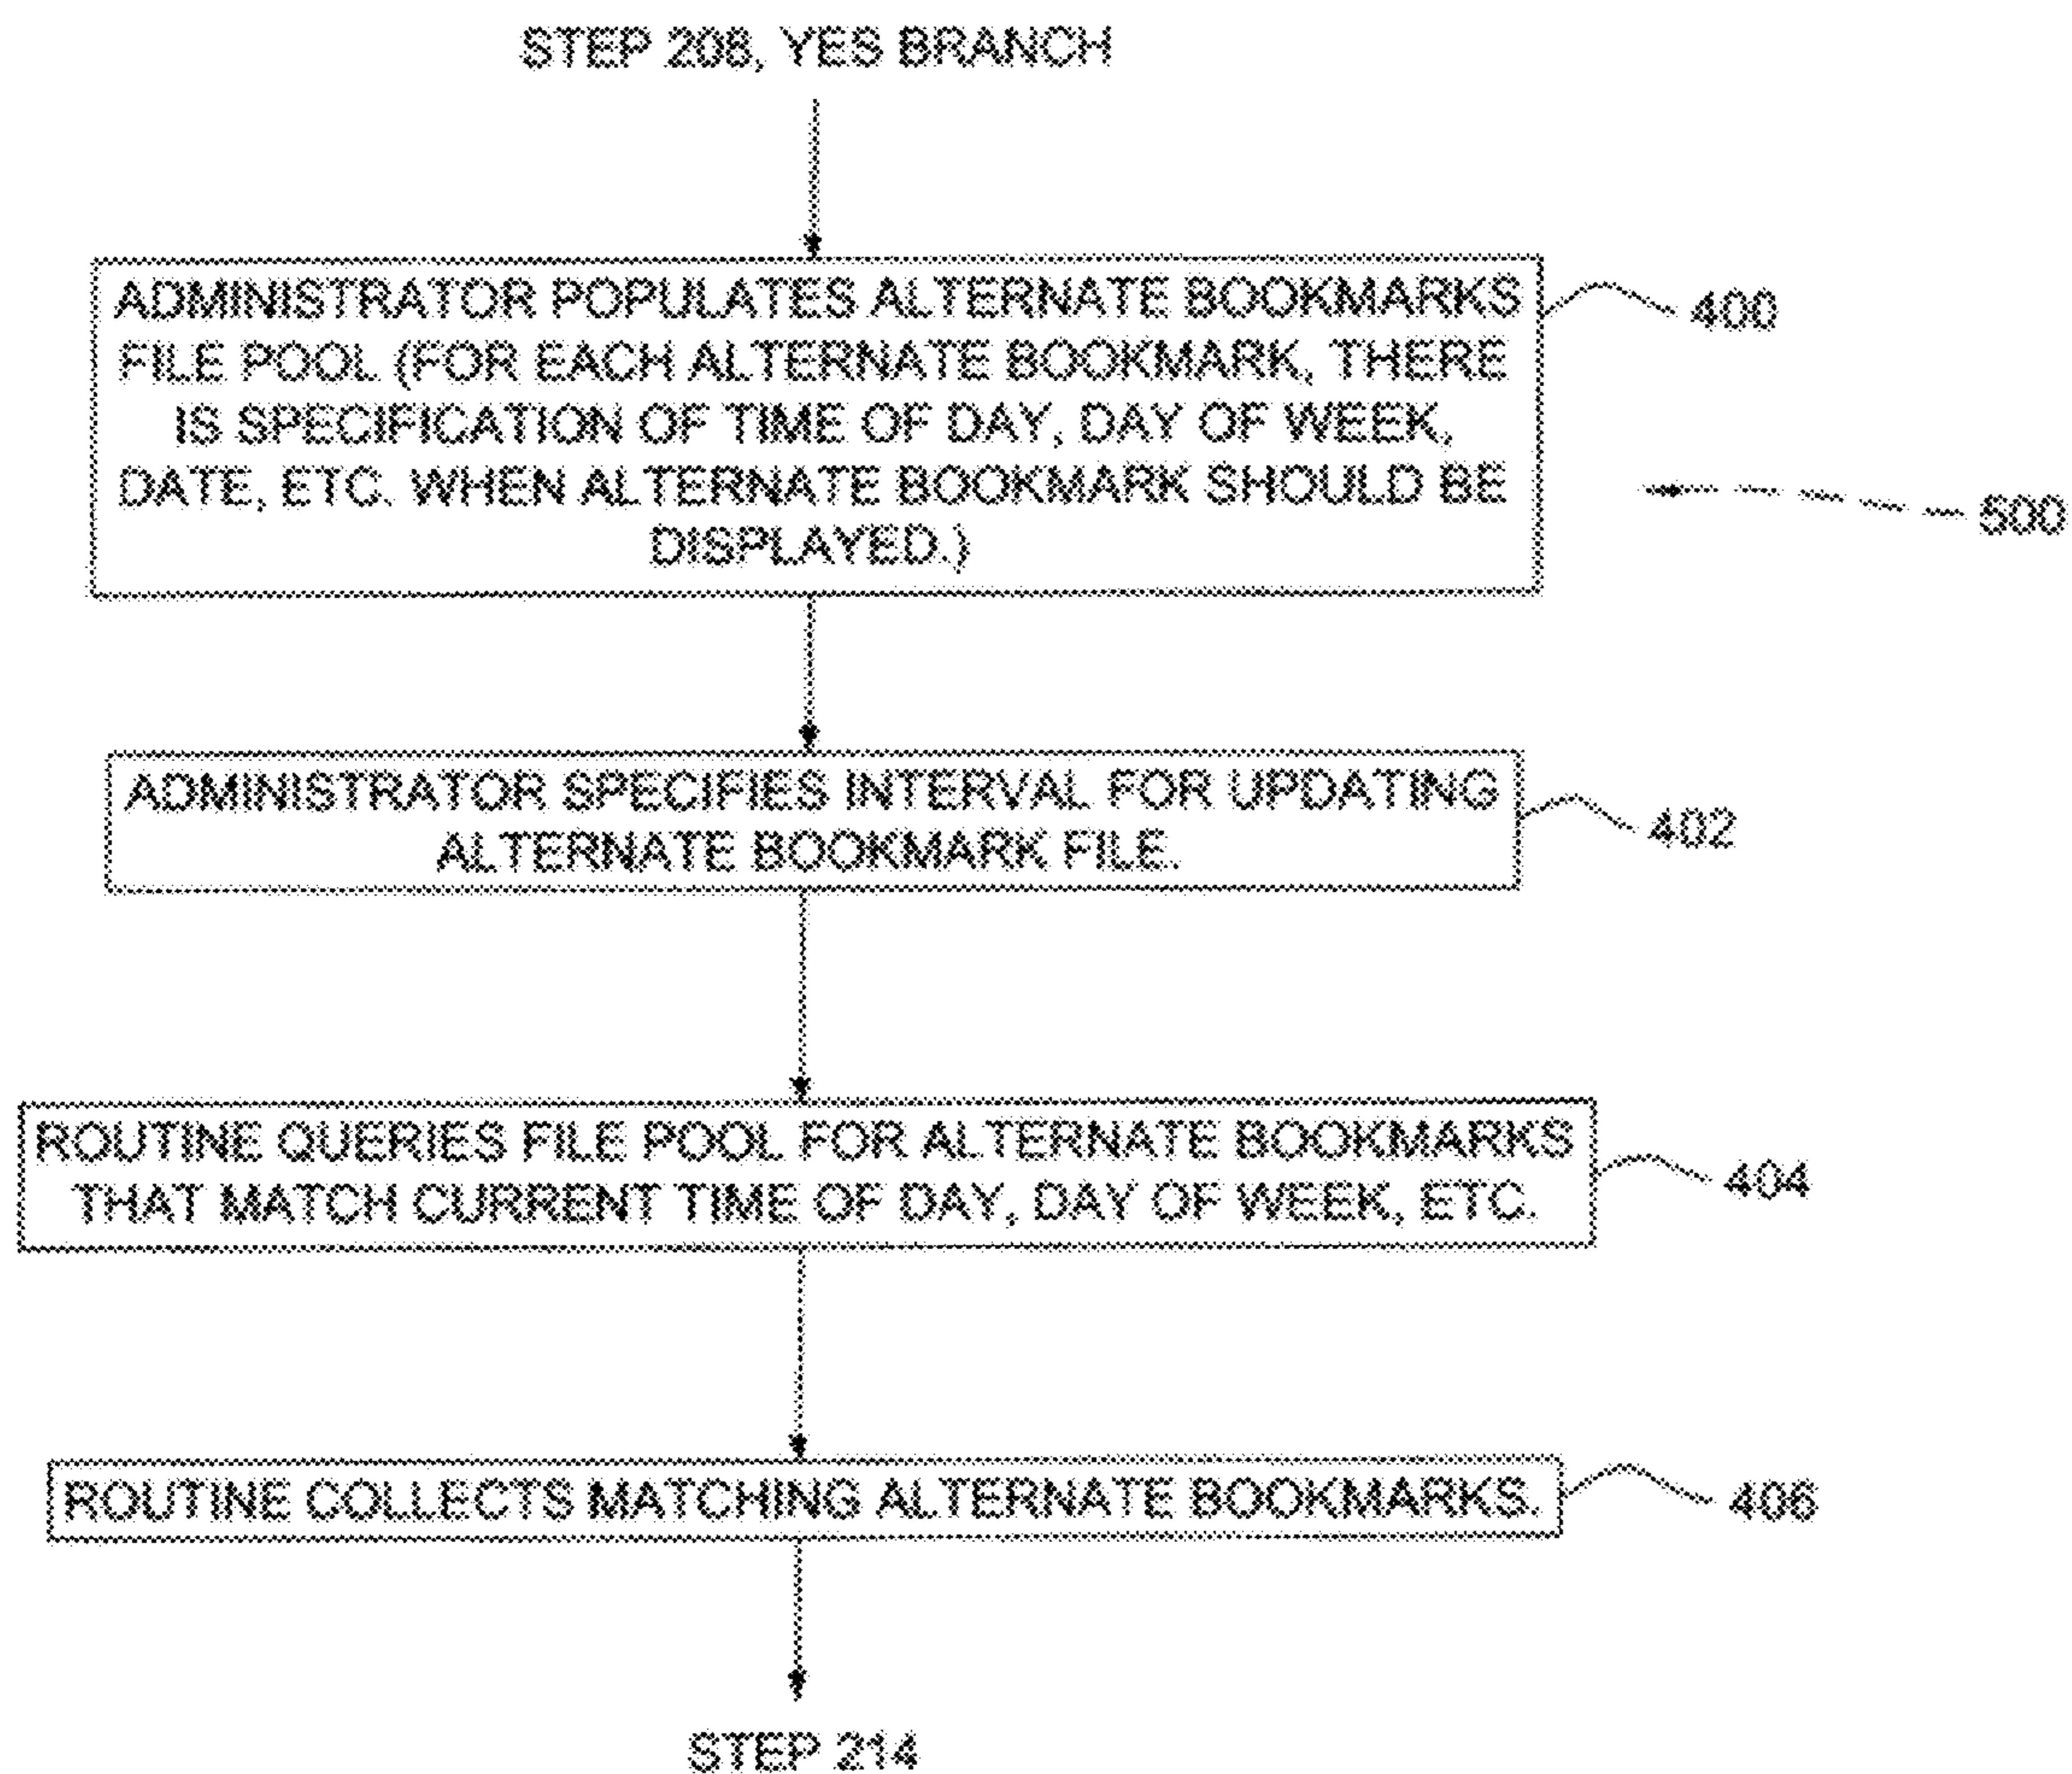 STEP 208, YES BRANCH
ADMINISTRATOR POPULATES ALTERNATE BOOKMARKS
FILE POOL (FOR EACH ALTERNATE BOOKMARK, THERE
IS SPECIFICATION OF TIME OF DAY, DAY OF WEEK,
DATE, ETC. WHEN ALTERNATE BOOKMARK SHOULD BE
DISPLAYED.)
400
500
ADMINISTRATOR SPECIFIES INTERVAL FOR UPDATING
ALTERNATE BOOKMARK FILE.
402
ROUTINE QUERIES FILE POOL FOR ALTERNATE BOOKMARKS
THAT MATCH CURRENT TIME OF DAY, DAY OF WEEK, ETC.
404
ROUTINE COLLECTS MATCHING ALTERNATE BOOKMARKS.
406
STEP 214